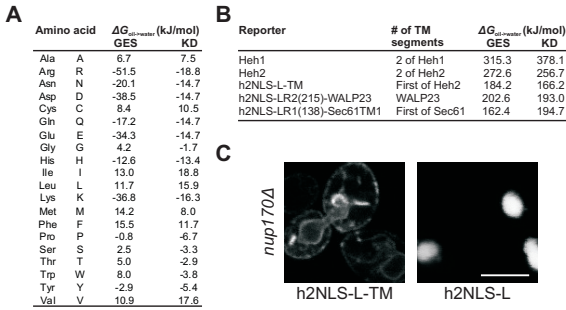 A
Amino acid ΔGoil->water (kJ/mol)
GES KD
Ala A 6.7 7.5
Arg R -51.5 -18.8
Asn N -20.1 -14.7
Asp D -38.5 -14.7
Cys C 8.4 10.5
Gln Q -17.2 -14.7
Glu E -34.3 -14.7
Gly G 4.2 -1.7
His H -12.6 -13.4
Ile I 13.0 18.8
Leu L 11.7 15.9
Lys K -36.8 -16.3
Met M 14.2 8.0
Phe F 15.5 11.7
Pro P -0.8 -6.7
Ser S 2.5 -3.3
Thr T 5.0 -2.9
Trp W 8.0 -3.8
Tyr Y -2.9 -5.4
Val V 10.9 17.6
B
Reporter # of TM segments ΔGoil->water (kJ/mol)
GES KD
Heh1 2 of Heh1 315.3 378.1
Heh2 2 of Heh2 272.6 256.7
h2NLS-L-TM First of Heh2 184.2 166.2
h2NLS-LR2(215)-WALP23 WALP23 202.6 193.0
h2NLS-LR1(138)-Sec61TM1 First of Sec61 162.4 194.7
C
nup170Δ
h2NLS-L-TM h2NLS-L